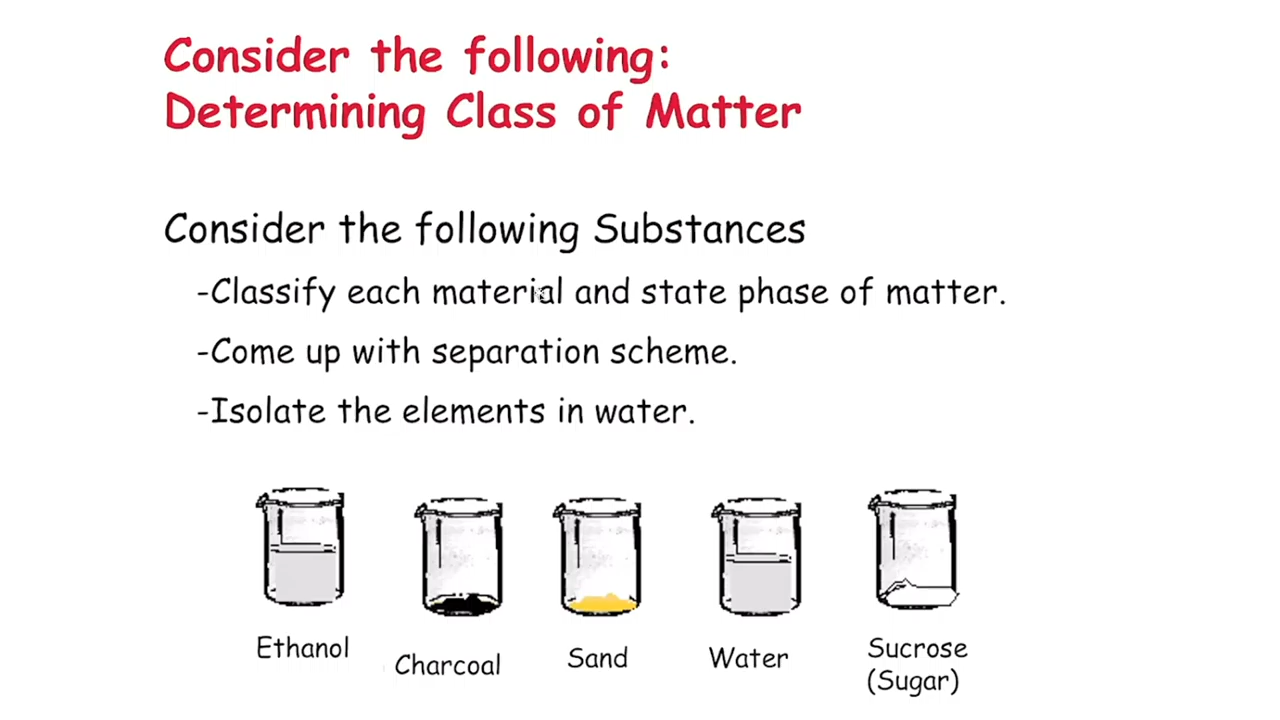 Consider the following:
Determining Class of Matter
Consider the following Substances
-Classify each material and state phase of matter.
-Come up with separation scheme.
-Isolate the elements in water.
Ethanol
Charcoal
Sand
Water
Sucrose
(Sugar)